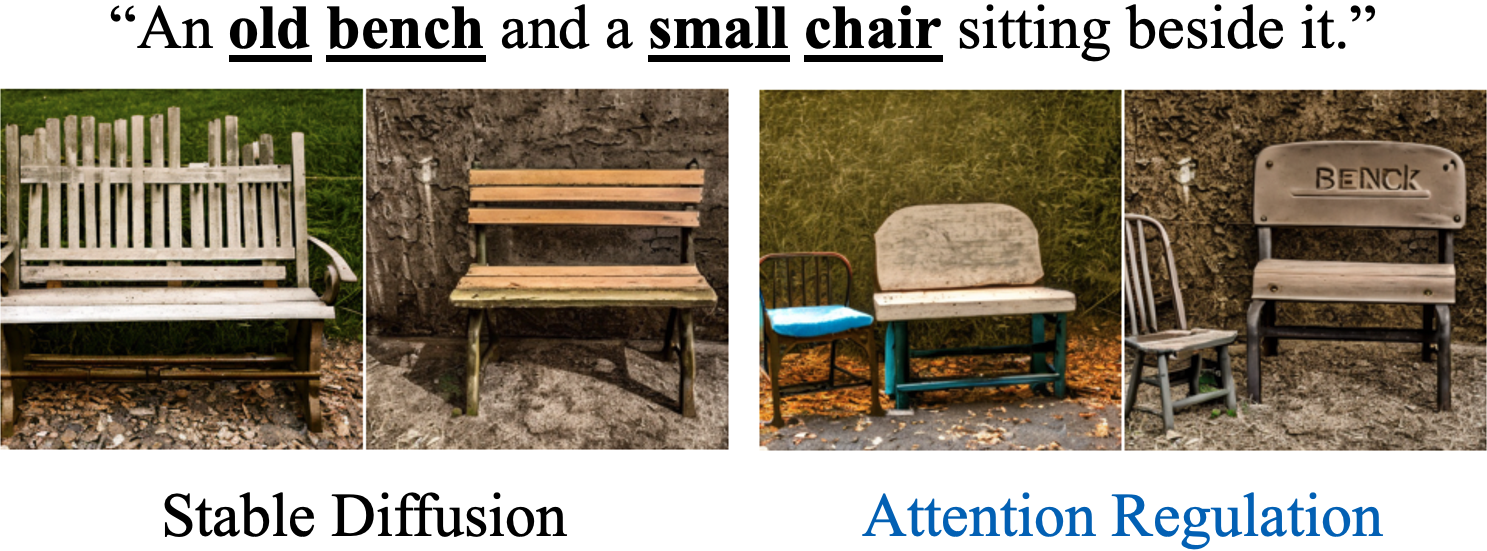 “An old bench and a small chair sitting beside it.”
BENCK
Stable Diffusion
Attention Regulation